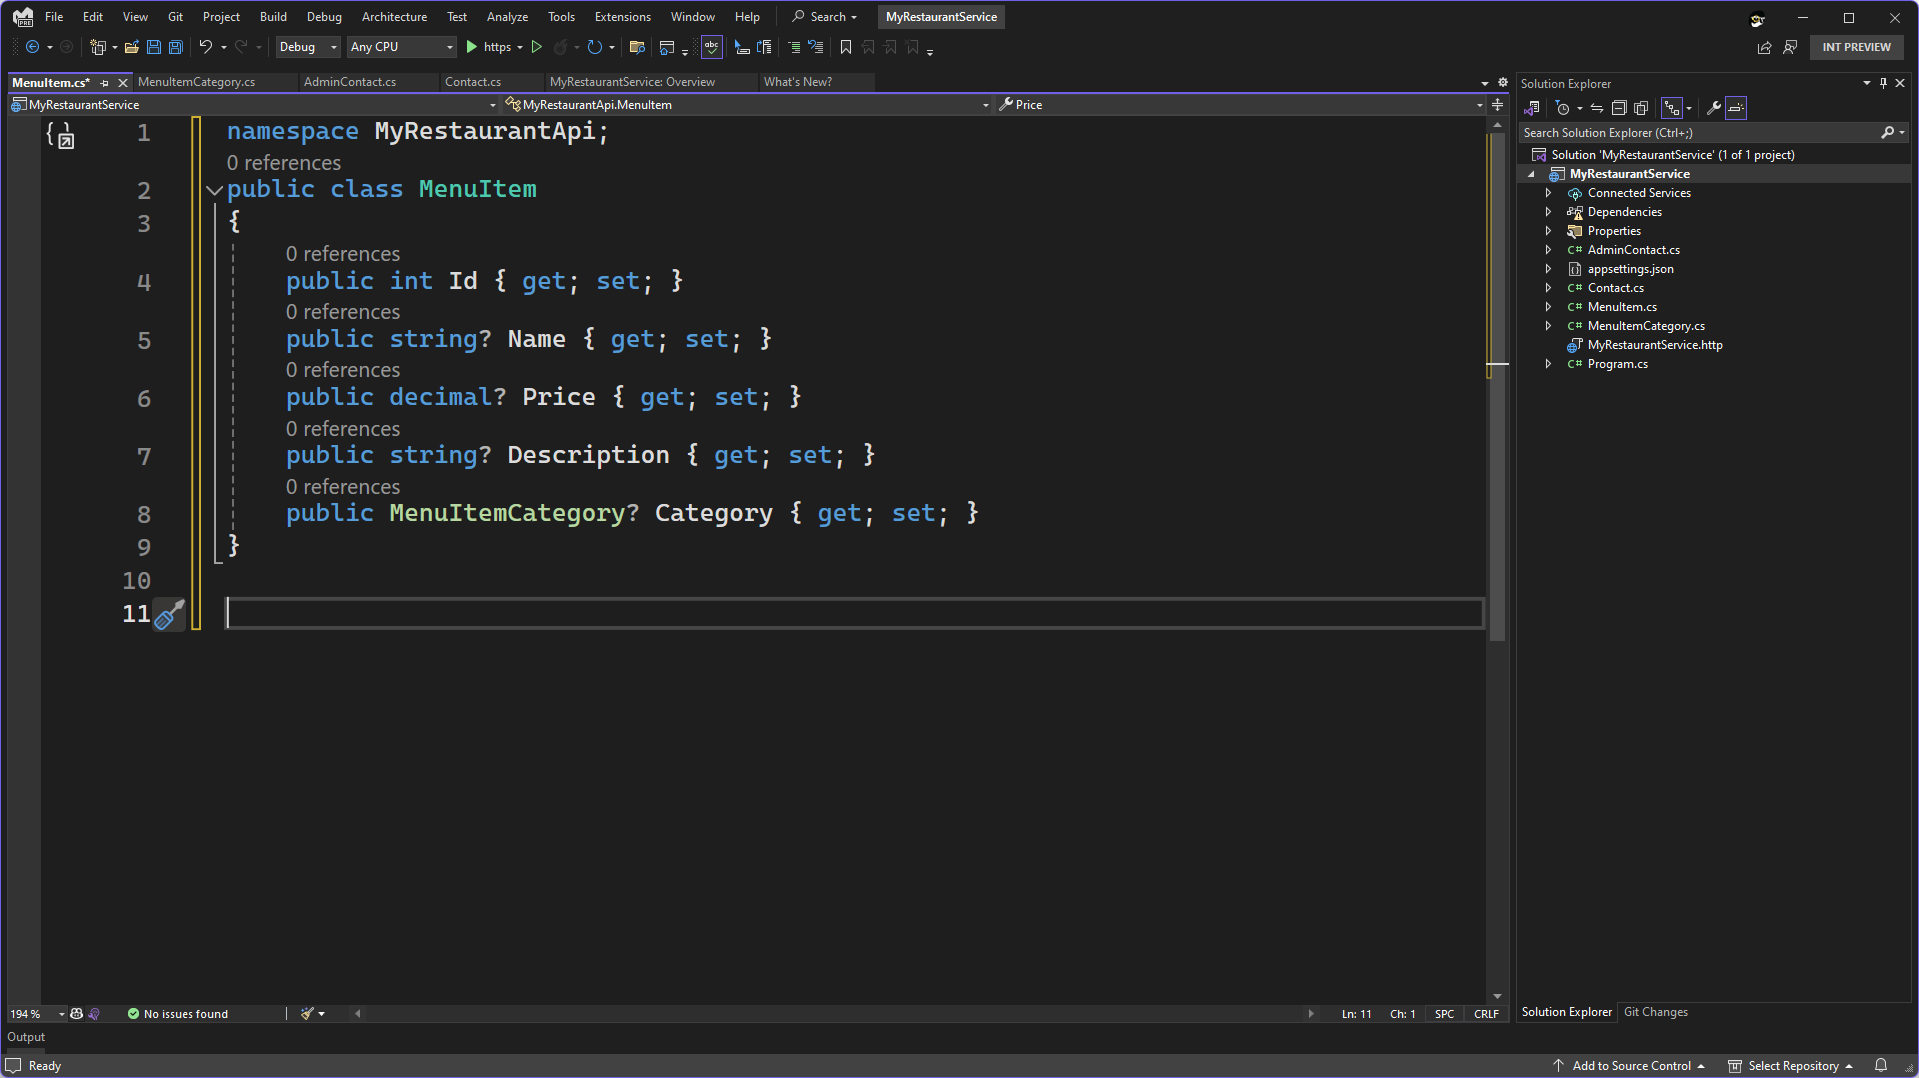 File Edit View Git Project Build Debug Architecture Test Analyze Tools Extensions Window Help Search MyRestaurantService
Debug Any CPU https INT PREVIEW
MenuItem.cs* MenuItemCategory.cs AdminContact.cs Contact.cs MyRestaurantService: Overview What's New?
MyRestaurantService MyRestaurantApi.MenuItem Price
1 namespace MyRestaurantApi;
0 references
2 public class MenuItem
3 {
0 references
4 public int Id { get; set; }
0 references
5 public string? Name { get; set; }
0 references
6 public decimal? Price { get; set; }
0 references
7 public string? Description { get; set; }
0 references
8 public MenuItemCategory? Category { get; set; }
9 }
10
11
194 % No issues found Ln: 11 Ch: 1 SPC CRLF
Solution Explorer
Search Solution Explorer (Ctrl+;)
Solution 'MyRestaurantService' (1 of 1 project)
MyRestaurantService
Connected Services
Dependencies
Properties
C# AdminContact.cs
appsettings.json
C# Contact.cs
C# MenuItem.cs
C# MenuItemCategory.cs
MyRestaurantService.http
C# Program.cs
Solution Explorer Git Changes
Output
Ready Add to Source Control Select Repository